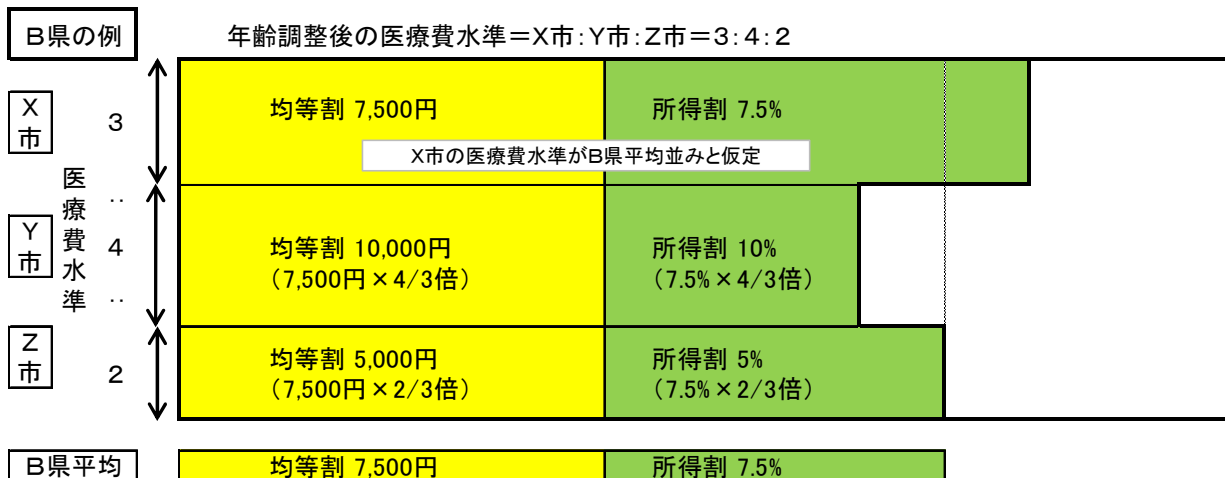 B県の例
年齢調整後の医療費水準＝X市：Y市：Z市＝3：4：2
X市
3
均等割 7,500円
所得割 7.5%
X市の医療費水準がB県平均並みと仮定
医療費水準
：
Y市
4
均等割 10,000円
（7,500円×4/3倍）
所得割 10%
（7.5%×4/3倍）
：
Z市
2
均等割 5,000円
（7,500円×2/3倍）
所得割 5%
（7.5%×2/3倍）
B県平均
均等割 7,500円
所得割 7.5%